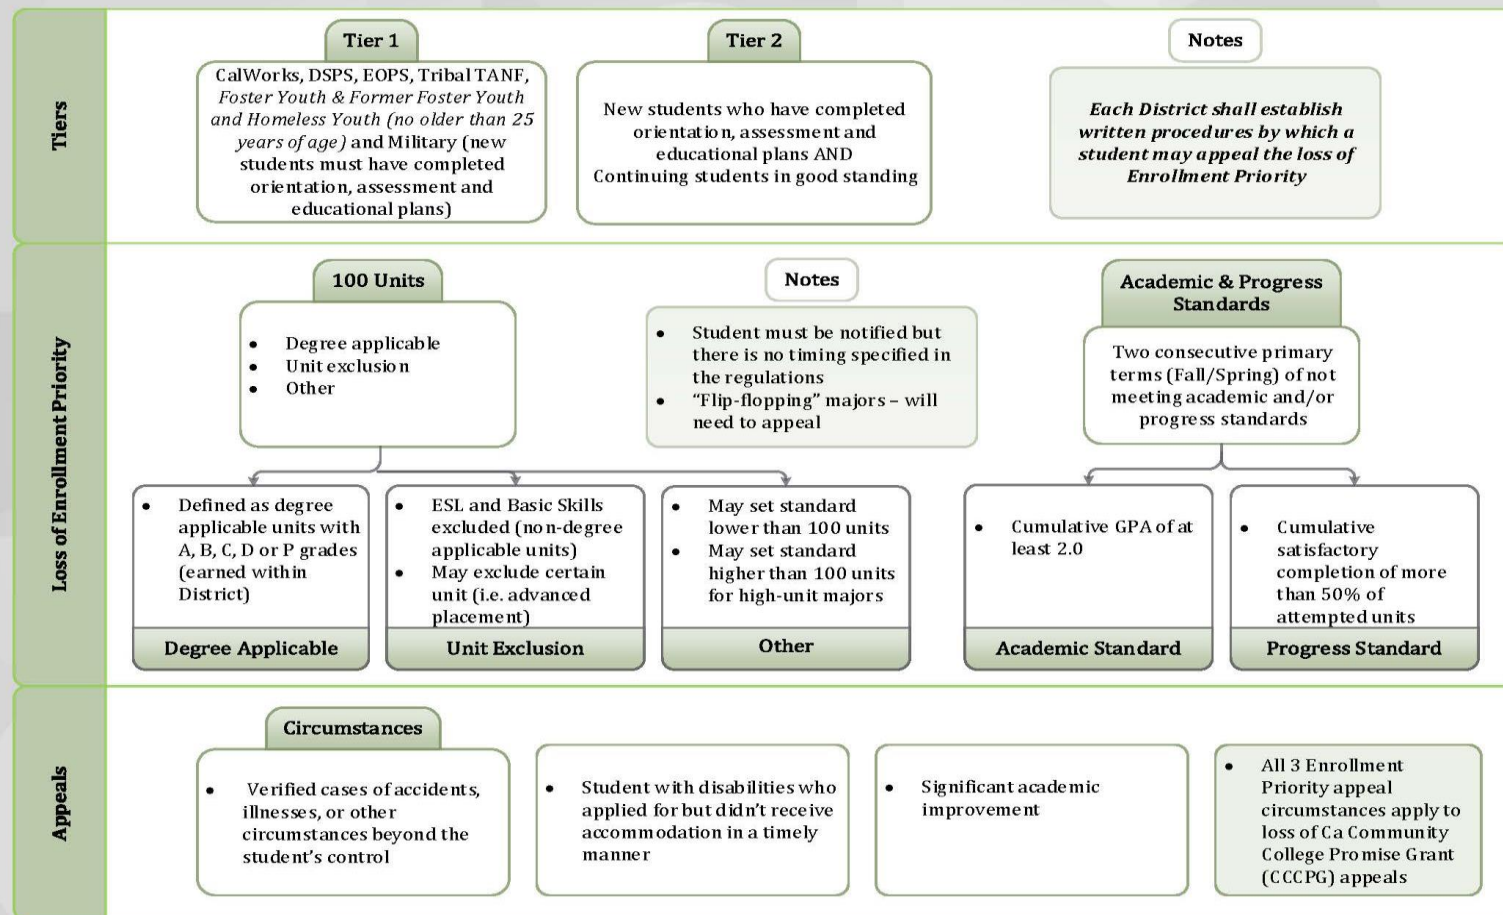 Tiers
Tier 1
CalWorks, DSPS, EOPS, Tribal TANF,
Foster Youth & Former Foster Youth
and Homeless Youth (no older than 25
years of age) and Military (new
students must have completed
orientation, assessment and
educational plans)
Tier 2
New students who have completed
orientation, assessment and
educational plans AND
Continuing students in good standing
Notes
Each District shall establish
written procedures by which a
student may appeal the loss of
Enrollment Priority
Loss of Enrollment Priority
100 Units
• Degree applicable
• Unit exclusion
• Other
Notes
• Student must be notified but
there is no timing specified in
the regulations
• “Flip-flopping” majors – will
need to appeal
Academic & Progress
Standards
Two consecutive primary
terms (Fall/Spring) of not
meeting academic and/or
progress standards
• Defined as degree
applicable units with
A, B, C, D or P grades
(earned within
District)
Degree Applicable
• ESL and Basic Skills
excluded (non-degree
applicable units)
• May exclude certain
unit (i.e. advanced
placement)
Unit Exclusion
• May set standard
lower than 100 units
• May set standard
higher than 100 units
for high-unit majors
Other
• Cumulative GPA of at
least 2.0
Academic Standard
• Cumulative
satisfactory
completion of more
than 50% of
attempted units
Progress Standard
Appeals
Circumstances
• Verified cases of accidents,
illnesses, or other
circumstances beyond the
student’s control
• Student with disabilities who
applied for but didn’t receive
accommodation in a timely
manner
• Significant academic
improvement
• All 3 Enrollment
Priority appeal
circumstances apply to
loss of Ca Community
College Promise Grant
(CCCPG) appeals